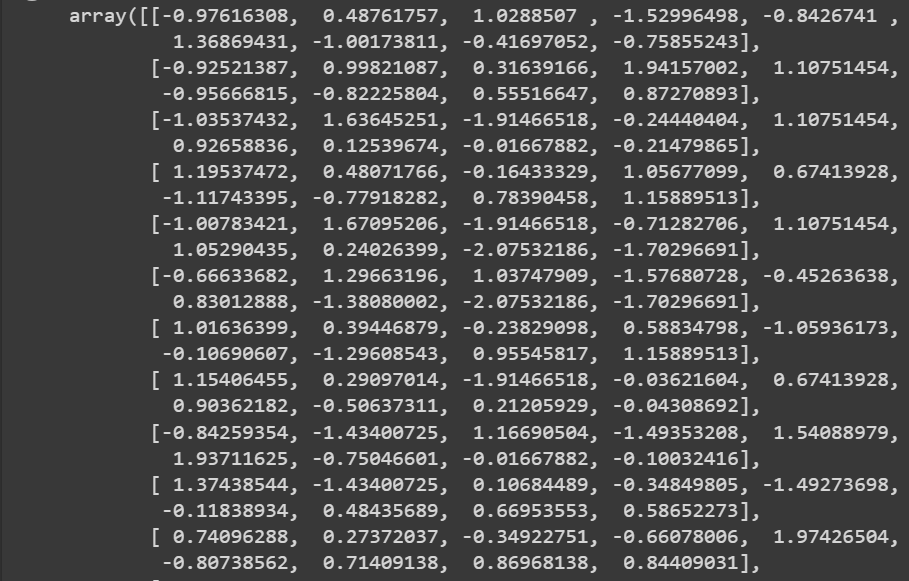 array([[-0.97616308,  0.48761757,  1.0288507 , -1.52996498, -0.8426741 ,
         1.36869431, -1.00173811, -0.41697052, -0.75855243],
       [-0.92521387,  0.99821087,  0.31639166,  1.94157002,  1.10751454,
        -0.95666815, -0.82225804,  0.55516647,  0.87270893],
       [-1.03537432,  1.63645251, -1.91466518, -0.24440404,  1.10751454,
         0.92658836,  0.12539674, -0.01667882, -0.21479865],
       [ 1.19537472,  0.48071766, -0.16433329,  1.05677099,  0.67413928,
        -1.11743395, -0.77918282,  0.78390458,  1.15889513],
       [-1.00783421,  1.67095206, -1.91466518, -0.71282706,  1.10751454,
         1.05290435,  0.24026399, -2.07532186, -1.70296691],
       [-0.66633682,  1.29663196,  1.03747909, -1.57680728, -0.45263638,
         0.83012888, -1.38080002, -2.07532186, -1.70296691],
       [ 1.01636399,  0.39446879, -0.23829098,  0.58834798, -1.05936173,
        -0.10690607, -1.29608543,  0.95545817,  1.15889513],
       [ 1.15406455,  0.29097014, -1.91466518, -0.03621604,  0.67413928,
         0.90362182, -0.50637311,  0.21205929, -0.04308692],
       [-0.84259354, -1.43400725,  1.16690504, -1.49353208,  1.54088979,
         1.93711625, -0.75046601, -0.01667882, -0.10032416],
       [ 1.37438544, -1.43400725,  0.10684489, -0.34849805, -1.49273698,
        -0.11838934,  0.48435689,  0.66953553,  0.58652273],
       [ 0.74096288,  0.27372037, -0.34922751, -0.66078006,  1.97426504,
        -0.80738562,  0.71409138,  0.86968138,  0.84409031],